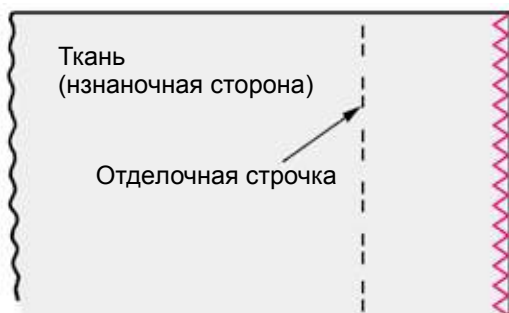 Ткань
(нзнаночная сторона)
Отделочная строчка